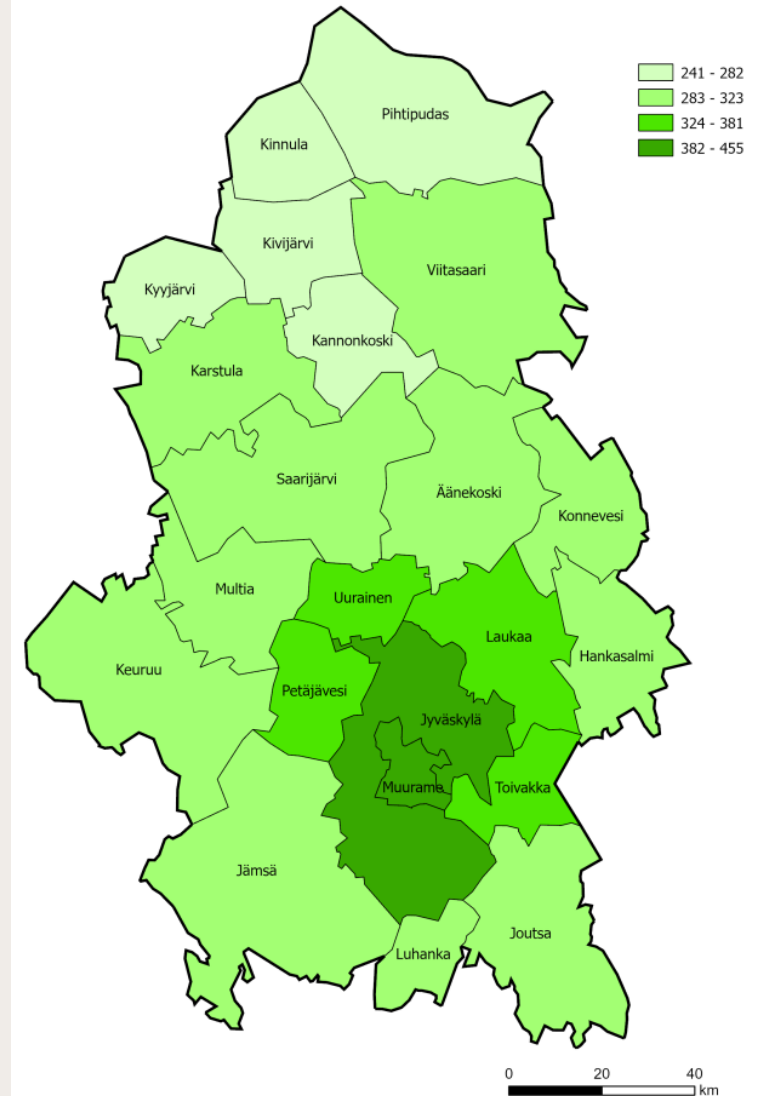 241 - 282
283 - 323
324 - 381
382 - 455
Pihtipudas
Kinnula
Kivijärvi
Viitasaari
Kyyjärvi
Kannonkoski
Karstula
Saarijärvi
Äänekoski
Konnevesi
Multia
Uurainen
Laukaa
Hankasalmi
Keuruu
Petäjävesi
Jyväskylä
Muurame
Toivakka
Jämsä
Joutsa
Luhanka
0 20 40
km